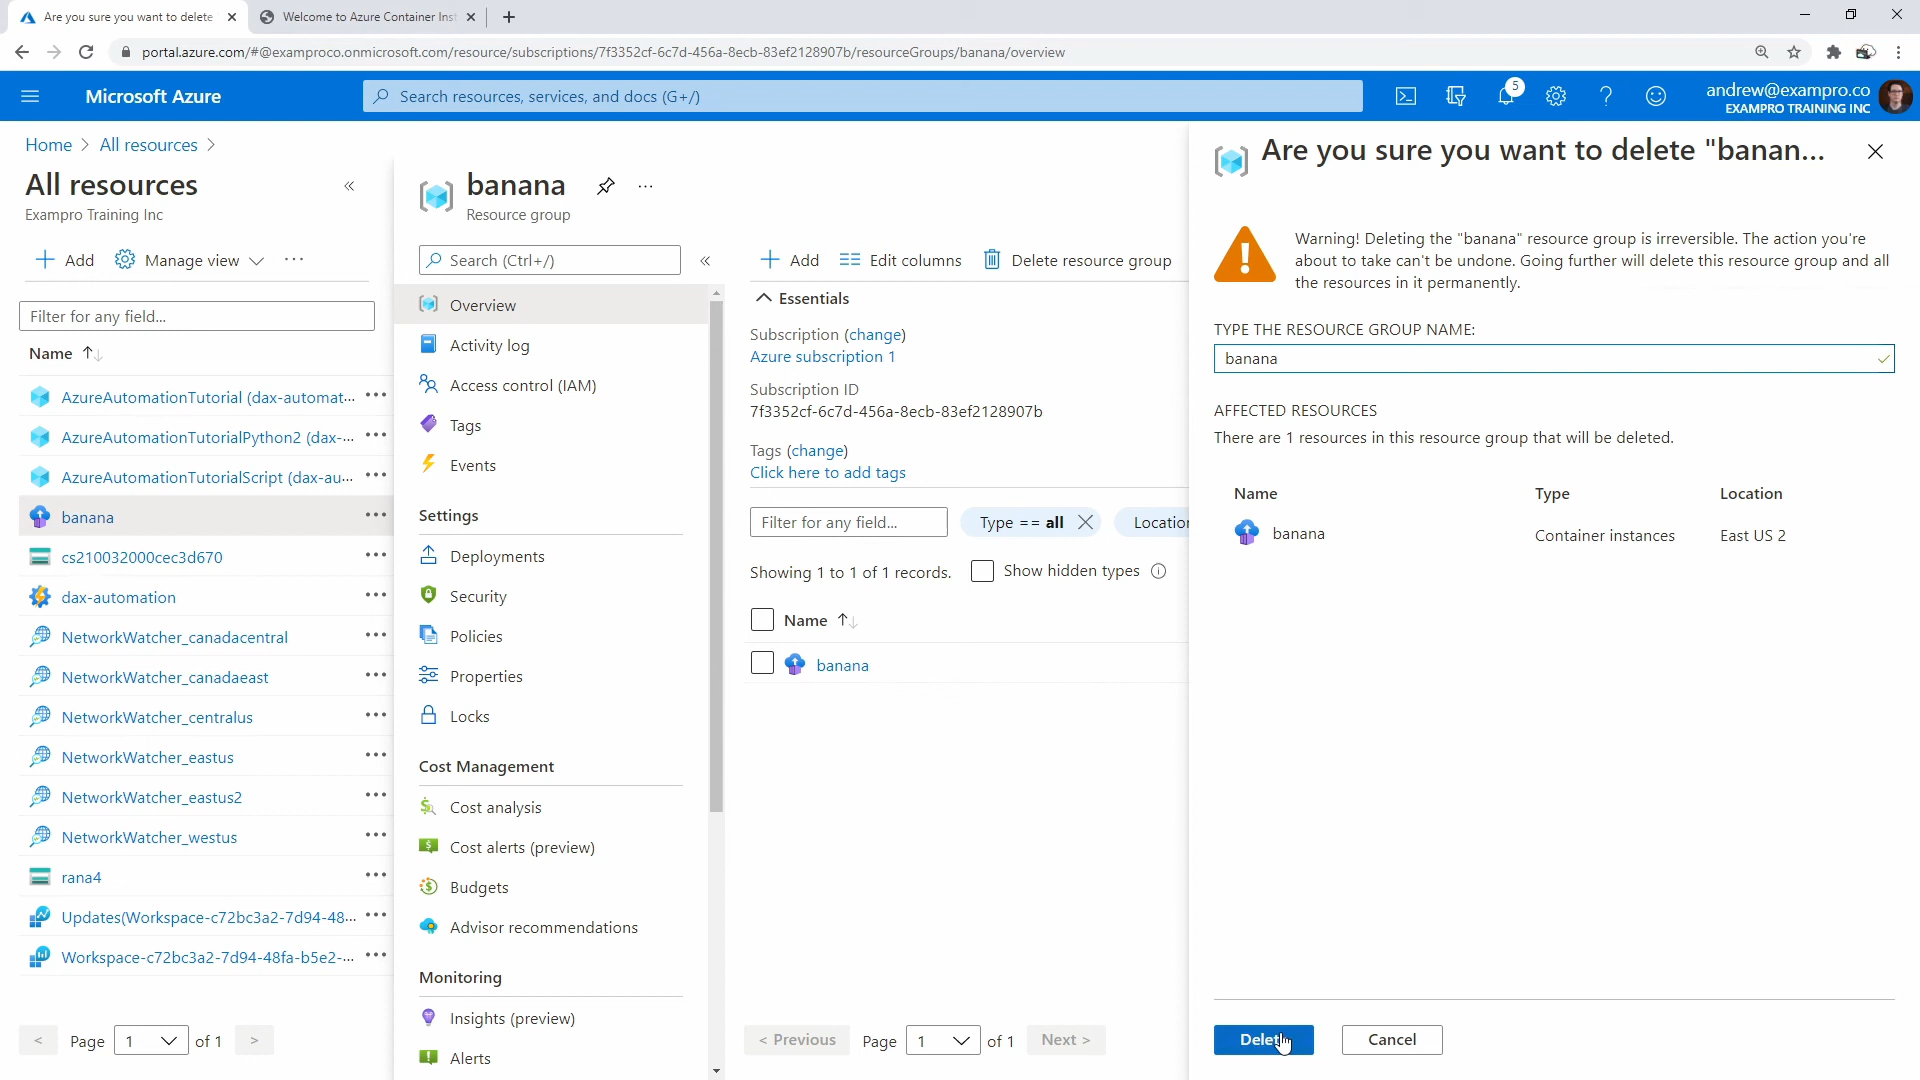 Are you sure you want to delete
Welcome to Azure Container Inst
portal.azure.com/#@examproco.onmicrosoft.com/resource/subscriptions/7f3352cf-6c7d-456a-8ecb-83ef2128907b/resourceGroups/banana/overview
Microsoft Azure
Search resources, services, and docs (G+/)
5
andrew@exampro.co
EXAMPRO TRAINING INC
Home > All resources >
All resources
Exampro Training Inc
Add
Manage view
Filter for any field...
Name
AzureAutomationTutorial (dax-automat...
AzureAutomationTutorialPython2 (dax-...
AzureAutomationTutorialScript (dax-au...
banana
cs210032000cec3d670
dax-automation
NetworkWatcher_canadacentral
NetworkWatcher_canadaeast
NetworkWatcher_centralus
NetworkWatcher_eastus
NetworkWatcher_eastus2
NetworkWatcher_westus
rana4
Updates(Workspace-c72bc3a2-7d94-48...
Workspace-c72bc3a2-7d94-48fa-b5e2-...
< Page 1 of 1 >
banana
Resource group
Search (Ctrl+/)
Overview
Activity log
Access control (IAM)
Tags
Events
Settings
Deployments
Security
Policies
Properties
Locks
Cost Management
Cost analysis
Cost alerts (preview)
Budgets
Advisor recommendations
Monitoring
Insights (preview)
Alerts
Add
Edit columns
Delete resource group
Essentials
Subscription (change)
Azure subscription 1
Subscription ID
7f3352cf-6c7d-456a-8ecb-83ef2128907b
Tags (change)
Click here to add tags
Filter for any field...
Type == all
Location
Showing 1 to 1 of 1 records.
Show hidden types
Name
banana
< Previous Page 1 of 1 Next >
Are you sure you want to delete "banan...
Warning! Deleting the "banana" resource group is irreversible. The action you're
about to take can't be undone. Going further will delete this resource group and all
the resources in it permanently.
TYPE THE RESOURCE GROUP NAME:
banana
AFFECTED RESOURCES
There are 1 resources in this resource group that will be deleted.
Name Type Location
banana Container instances East US 2
Delete
Cancel